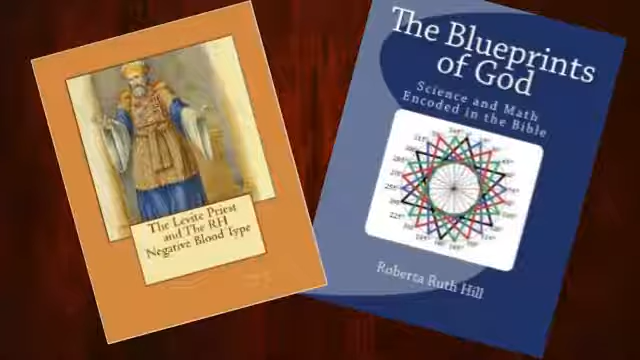 The Levite Priest
and The RH
Negative Blood Type
The Blueprints
of God
Science and Math
Encoded in the Bible
Roberta Ruth Hill